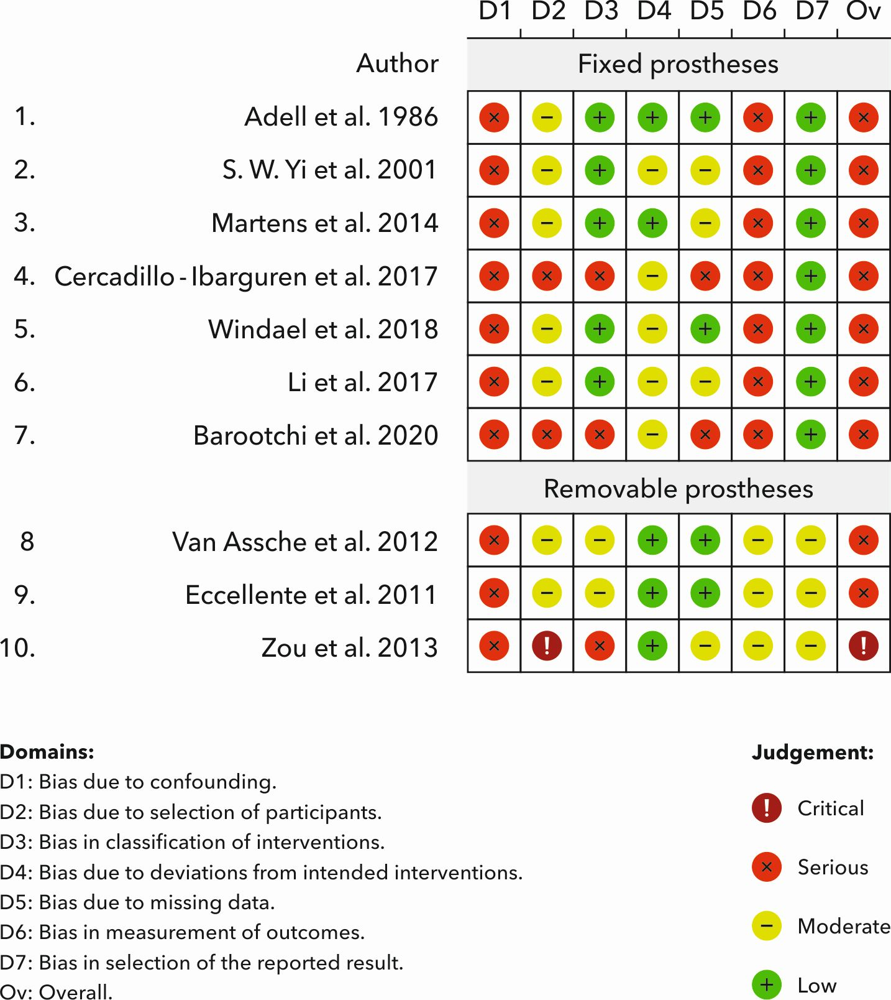 D1 D2 D3 D4 D5 D6 D7 Ov
Author Fixed prostheses
1. Adell et al. 1986 × − + + + × + ×
2. S. W. Yi et al. 2001 × − + − − × + ×
3. Martens et al. 2014 × − + + − × + ×
4. Cercadillo - Ibarguren et al. 2017 × × × − × × + ×
5. Windael et al. 2018 × − + − + × + ×
6. Li et al. 2017 × − + − − × + ×
7. Barootchi et al. 2020 × × × − × × + ×
Removable prostheses
8 Van Assche et al. 2012 × − − + + − − ×
9. Eccellente et al. 2011 × − − + + − − ×
10. Zou et al. 2013 × ! × + − − − !
Domains:
D1: Bias due to confounding.
D2: Bias due to selection of participants.
D3: Bias in classification of interventions.
D4: Bias due to deviations from intended interventions.
D5: Bias due to missing data.
D6: Bias in measurement of outcomes.
D7: Bias in selection of the reported result.
Ov: Overall.
Judgement:
! Critical
× Serious
− Moderate
+ Low